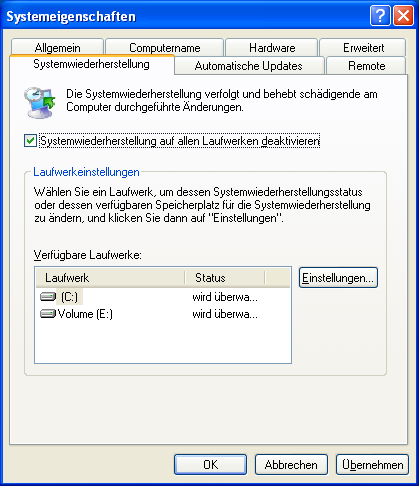 Systemeigenschaften
Allgemein Computername Hardware Erweitert
Systemwiederherstellung Automatische Updates Remote
Die Systemwiederherstellung verfolgt und behebt schädigende am
Computer durchgeführte Änderungen.
Systemwiederherstellung auf allen Laufwerken deaktivieren
Laufwerkeinstellungen
Wählen Sie ein Laufwerk, um dessen Systemwiederherstellungsstatus
oder dessen verfügbaren Speicherplatz für die Systemwiederherstellung
zu ändern, und klicken Sie dann auf "Einstellungen".
Verfügbare Laufwerke:
Laufwerk Status
(C:) wird überwa...
Volume (E:) wird überwa...
Einstellungen...
OK Abbrechen Übernehmen